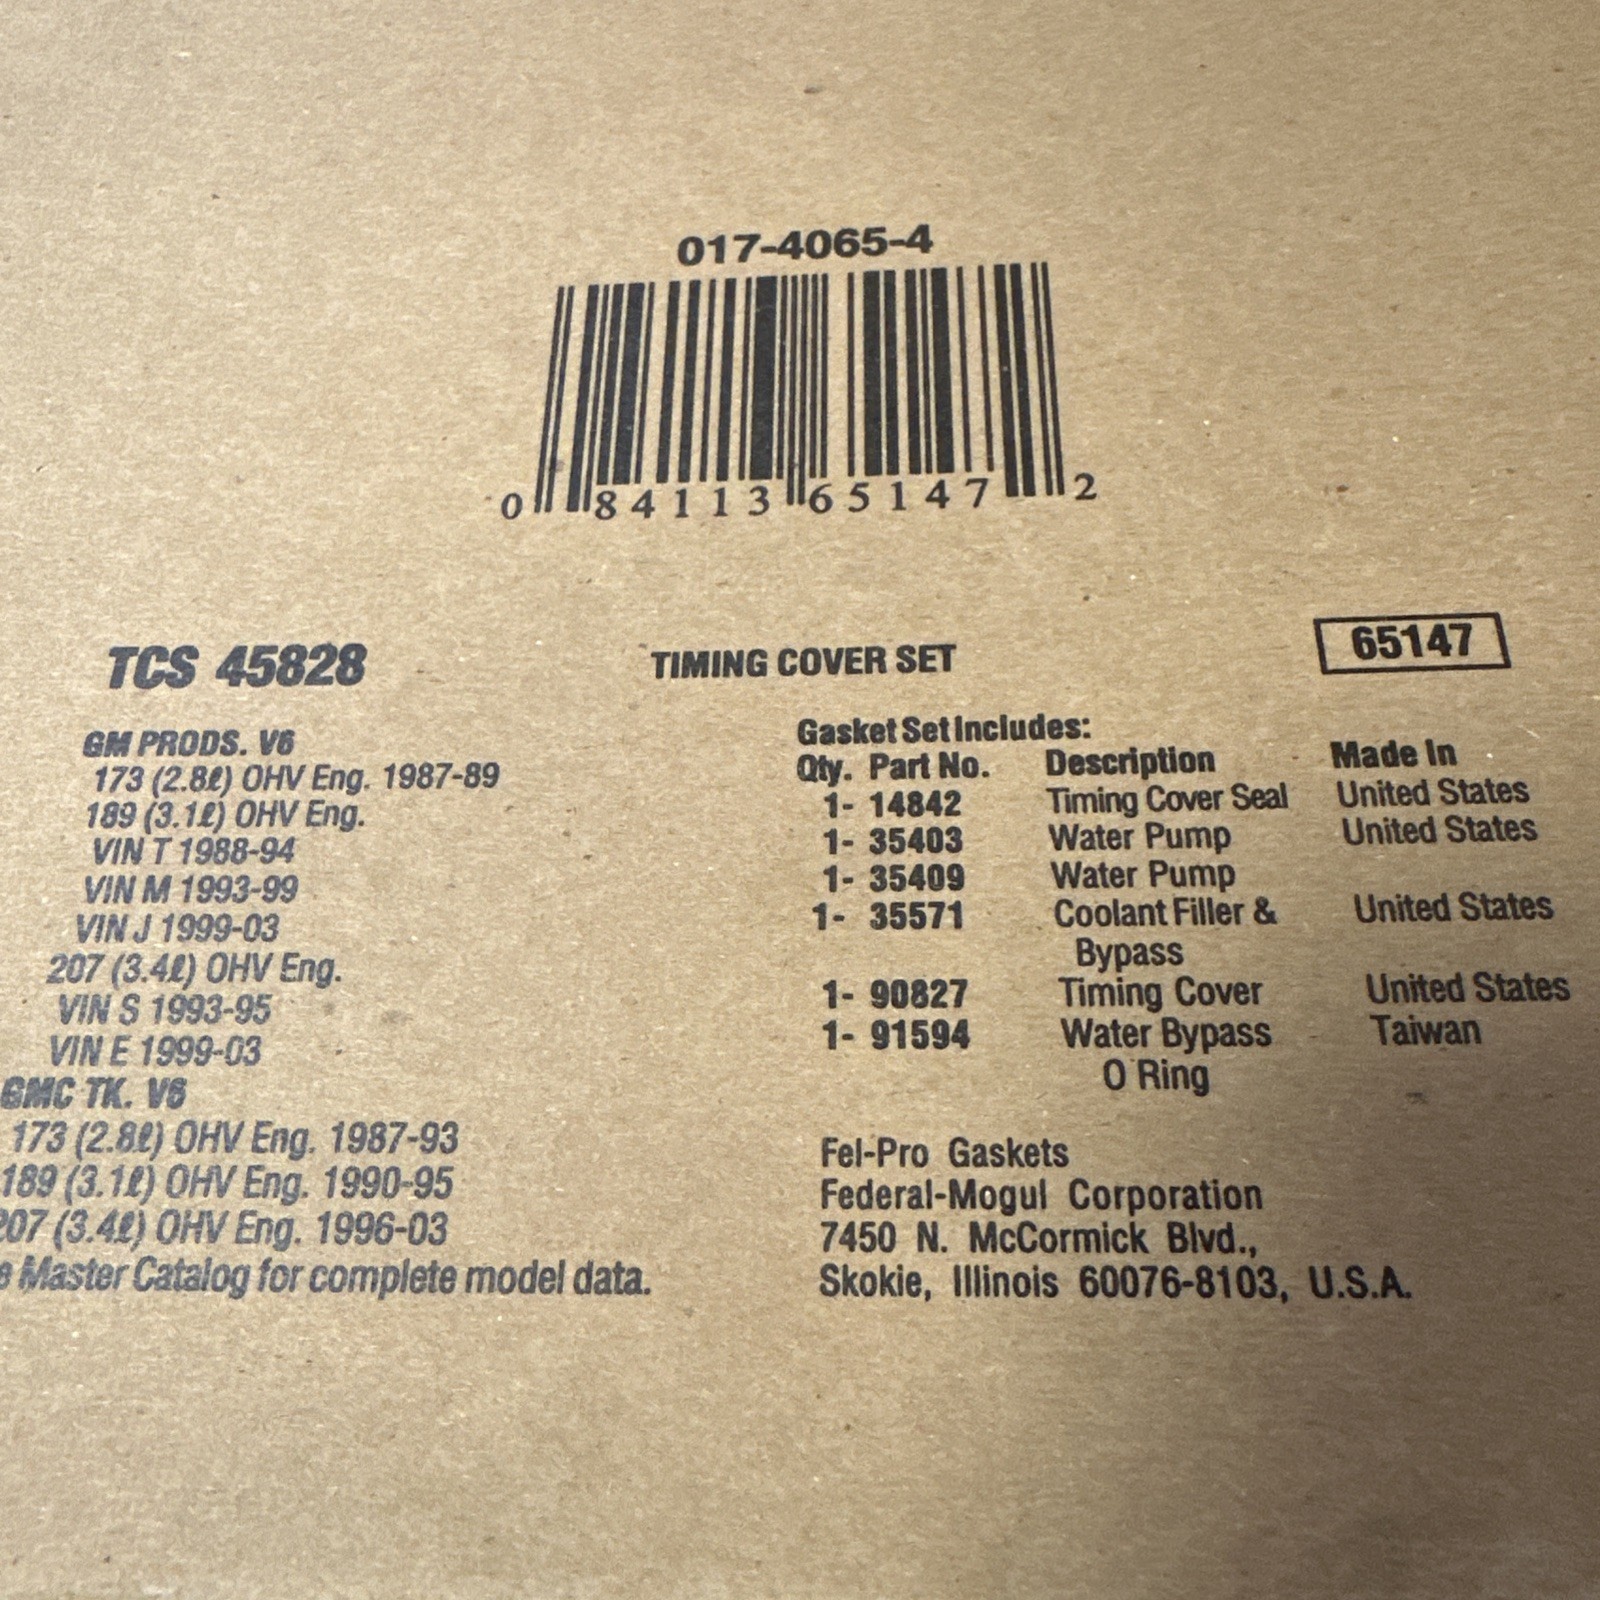 017-4065-4
0 84113 65147 2
TCS 45828
TIMING COVER SET
65147
GM PRODS. V6
173 (2.8ℓ) OHV Eng. 1987-89
189 (3.1ℓ) OHV Eng.
VIN T 1988-94
VIN M 1993-99
VIN J 1999-03
207 (3.4ℓ) OHV Eng.
VIN S 1993-95
VIN E 1999-03
GMC TK. V6
173 (2.8ℓ) OHV Eng. 1987-93
189 (3.1ℓ) OHV Eng. 1990-95
207 (3.4ℓ) OHV Eng. 1996-03
Master Catalog for complete model data.
Gasket Set Includes:
Qty. Part No. Description Made In
1- 14842 Timing Cover Seal United States
1- 35403 Water Pump United States
1- 35409 Water Pump
1- 35571 Coolant Filler & United States
Bypass
1- 90827 Timing Cover United States
1- 91594 Water Bypass Taiwan
O Ring
Fel-Pro Gaskets
Federal-Mogul Corporation
7450 N. McCormick Blvd.,
Skokie, Illinois 60076-8103, U.S.A.